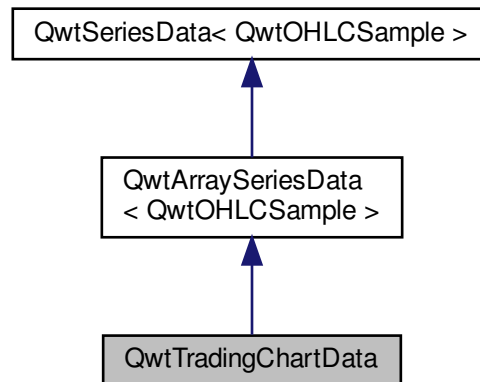 QwtSeriesData< QwtOHLCSample >
QwtArraySeriesData
< QwtOHLCSample >
QwtTradingChartData